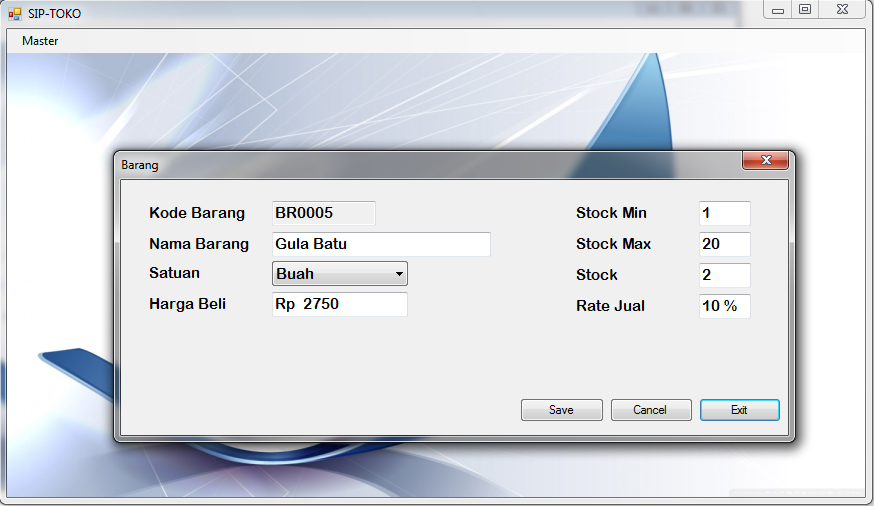 SIP-TOKO
Master
Barang
Kode Barang BR0005 Stock Min 1
Nama Barang Gula Batu Stock Max 20
Satuan Buah Stock 2
Harga Beli Rp 2750 Rate Jual 10 %
Save Cancel Exit